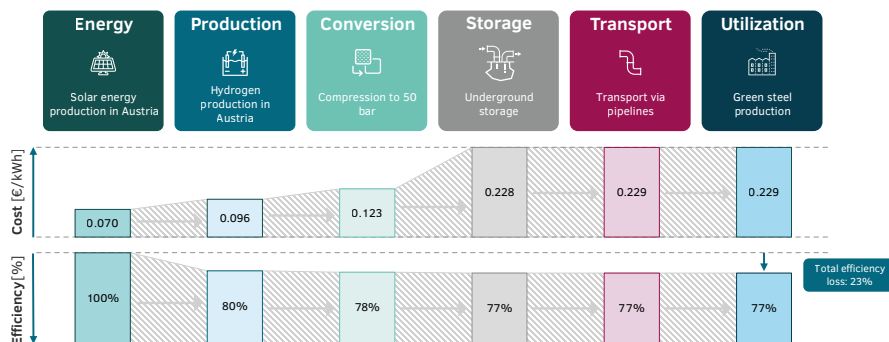 Energy
Solar energy
production in Austria
Production
Hydrogen
production in
Austria
Conversion
Compression to 50
bar
Storage
Underground
storage
Transport
Transport via
pipelines
Utilization
Green steel
production
Cost [€/kWh]
0.070
0.096
0.123
0.228
0.229
0.229
Efficiency[%]
100%
80%
78%
77%
77%
77%
Total efficiency
loss: 23%